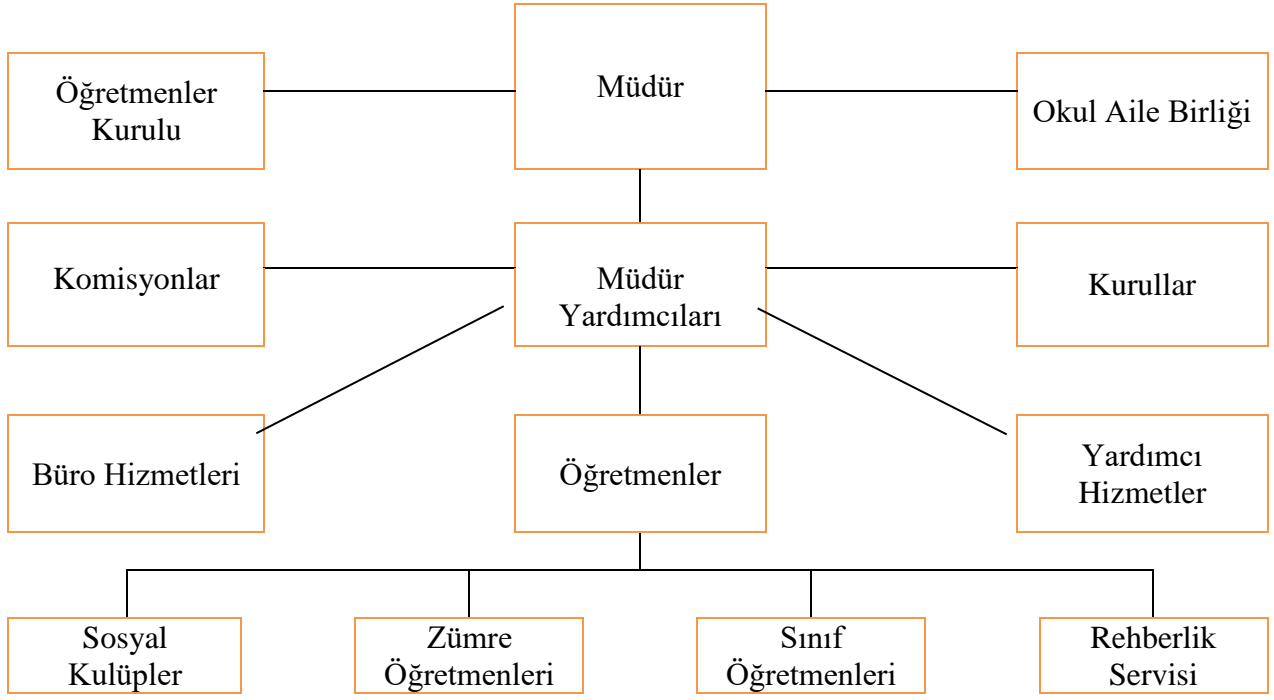 Müdür
Öğretmenler
Kurulu
Okul Aile Birliği
Komisyonlar
Müdür
Yardımcıları
Kurullar
Büro Hizmetleri
Öğretmenler
Yardımcı
Hizmetler
Sosyal
Kulüpler
Zümre
Öğretmenleri
Sınıf
Öğretmenleri
Rehberlik
Servisi